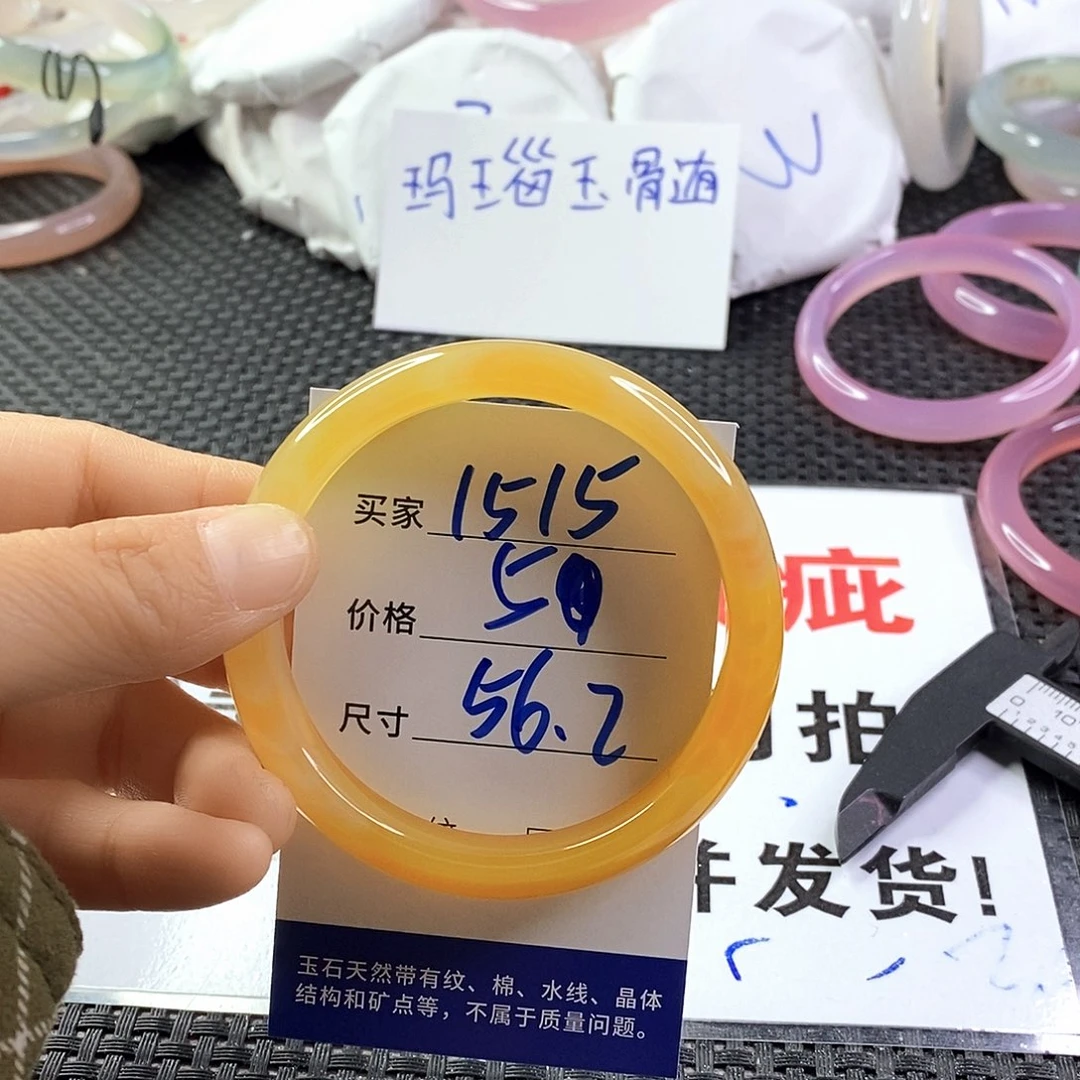 玛瑙玉骨髓
买家 1515
价格 50
尺寸 56.2
疵
拍
并发货!
玉石天然带有纹、棉、水线、晶体
结构和矿点等，不属于质量问题。